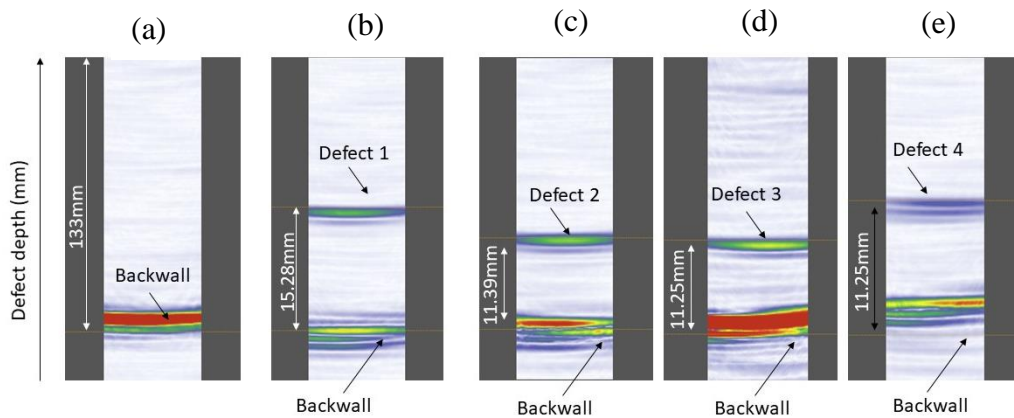 (a)
(b)
(c)
(d)
(e)
Defect depth (mm)
133mm
Backwall
Defect 1
15.28mm
Backwall
Defect 2
11.39mm
Backwall
Defect 3
11.25mm
Backwall
Defect 4
11.25mm
Backwall